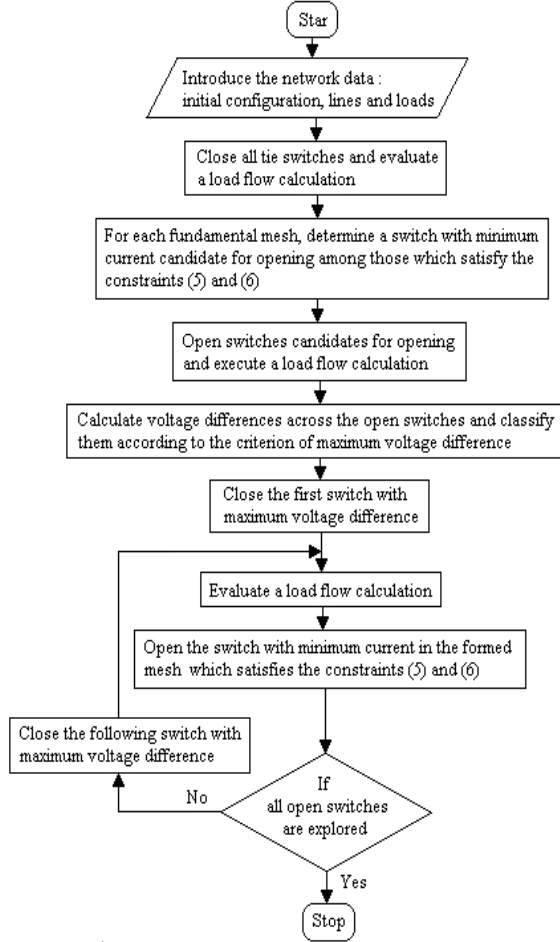 Star
Introduce the network data :
initial configuration, lines and loads
Close all tie switches and evaluate
a load flow calculation
For each fundamental mesh, determine a switch with minimum
current candidate for opening among those which satisfy the
constraints (5) and (6)
Open switches candidates for opening
and execute a load flow calculation
Calculate voltage differences across the open switches and classify
them according to the criterion of maximum voltage difference
Close the first switch with
maximum voltage difference
Evaluate a load flow calculation
Open the switch with minimum current in the formed
mesh which satisfies the constraints (5) and (6)
Close the following switch with
maximum voltage difference
If
all open switches
are explored
No
Yes
Stop